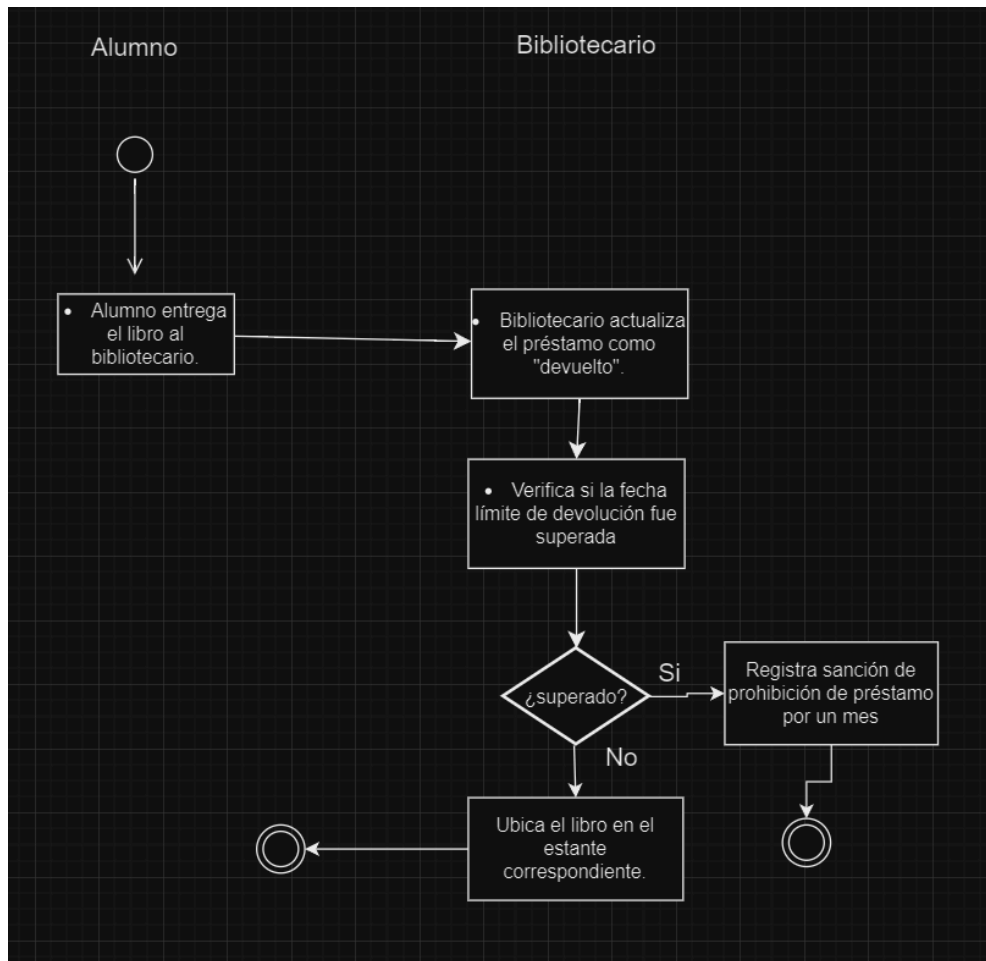 Alumno
Bibliotecario
• Alumno entrega
el libro al
bibliotecario.
• Bibliotecario actualiza
el préstamo como
"devuelto".
• Verifica si la fecha
límite de devolución fue
superada
¿superado?
Si
No
Registra sanción de
prohibición de préstamo
por un mes
Ubica el libro en el
estante
correspondiente.